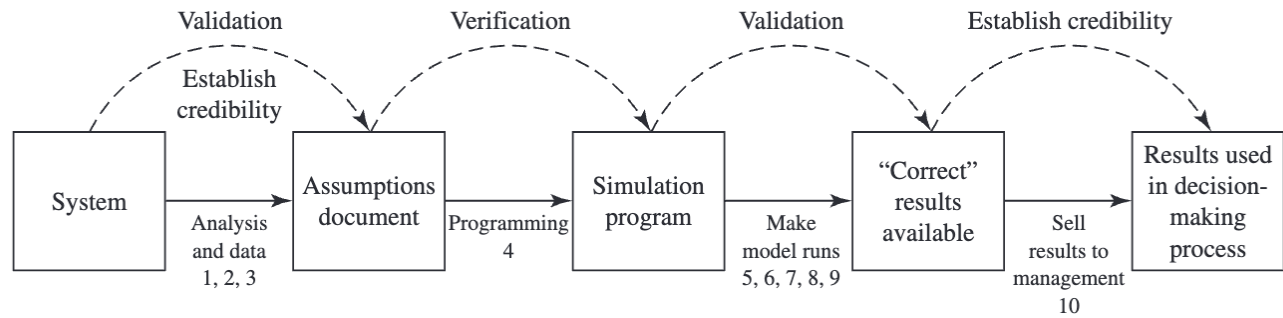 Validation
Verification
Validation
Establish credibility
Establish
credibility
System
Assumptions
document
Simulation
program
“Correct”
results
available
Results used
in decision-
making
process
Analysis
and data
1, 2, 3
Programming
4
Make
model runs
5, 6, 7, 8, 9
Sell
results to
management
10